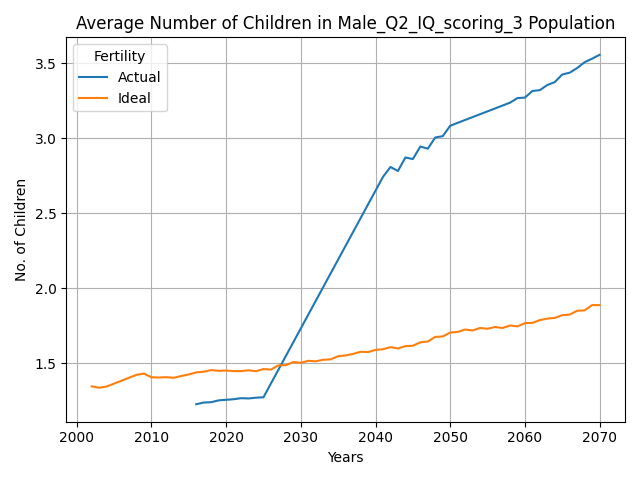 Average Number of Children in Male_Q2_IQ_scoring_3 Population
Fertility
Actual
Ideal
No. of Children
3.5
3.0
2.5
2.0
1.5
2000 2010 2020 2030 2040 2050 2060 2070
Years